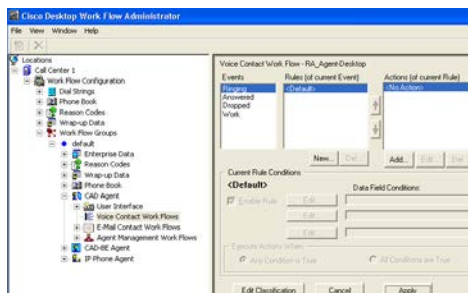 Cisco Desktop Work Flow Administrator
File View Window Help
Locations
Call Center 1
Work Flow Configuration
Dial Strings
Phone Book
Reason Codes
Wrap-up Data
Work Flow Groups
default
Enterprise Data
Reason Codes
Wrap-up Data
Phone Book
CAD Agent
User Interface
Voice Contact Work Flows
E-Mail Contact Work Flows
Agent Management Work Flows
CAD-BE Agent
IP Phone Agent
Voice Contact Work Flow - RA_Agent-Desktop
Events Rules (of current Event) Actions (of current Rule)
Ringing <Default> <No Action>
Answered
Dropped
Work
New... Del... Add... Edit... Del
Current Rule Conditions
<Default> Data Field Conditions:
Enable Rule Edit...
Edit...
Edit...
Execute Actions When
Any Condition is True All Conditions are True
Edit Classification Cancel Apply